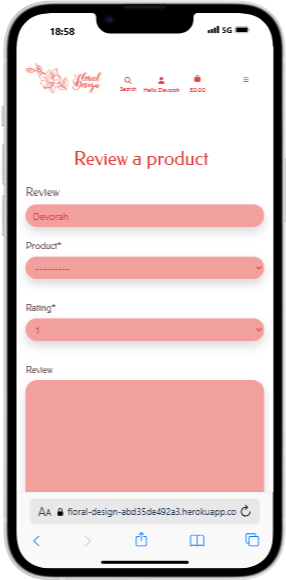 18:58
5G
Floral
Design
Search
Hello Devorah
£0.00
Review a product
Review
Devorah
Product*
---------
Rating*
1
Review
AA floral-design-abd35de492a3.herokuapp.co